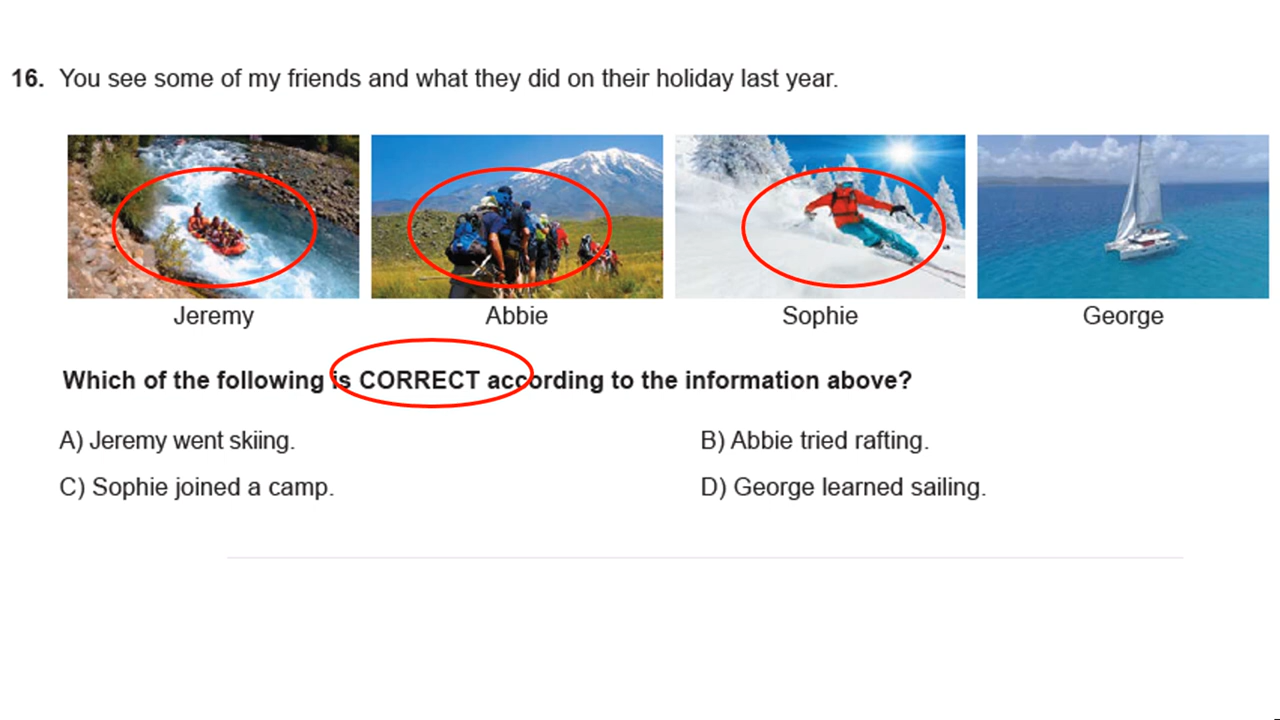 16. You see some of my friends and what they did on their holiday last year.
Jeremy Abbie Sophie George
Which of the following is CORRECT according to the information above?
A) Jeremy went skiing. B) Abbie tried rafting.
C) Sophie joined a camp. D) George learned sailing.